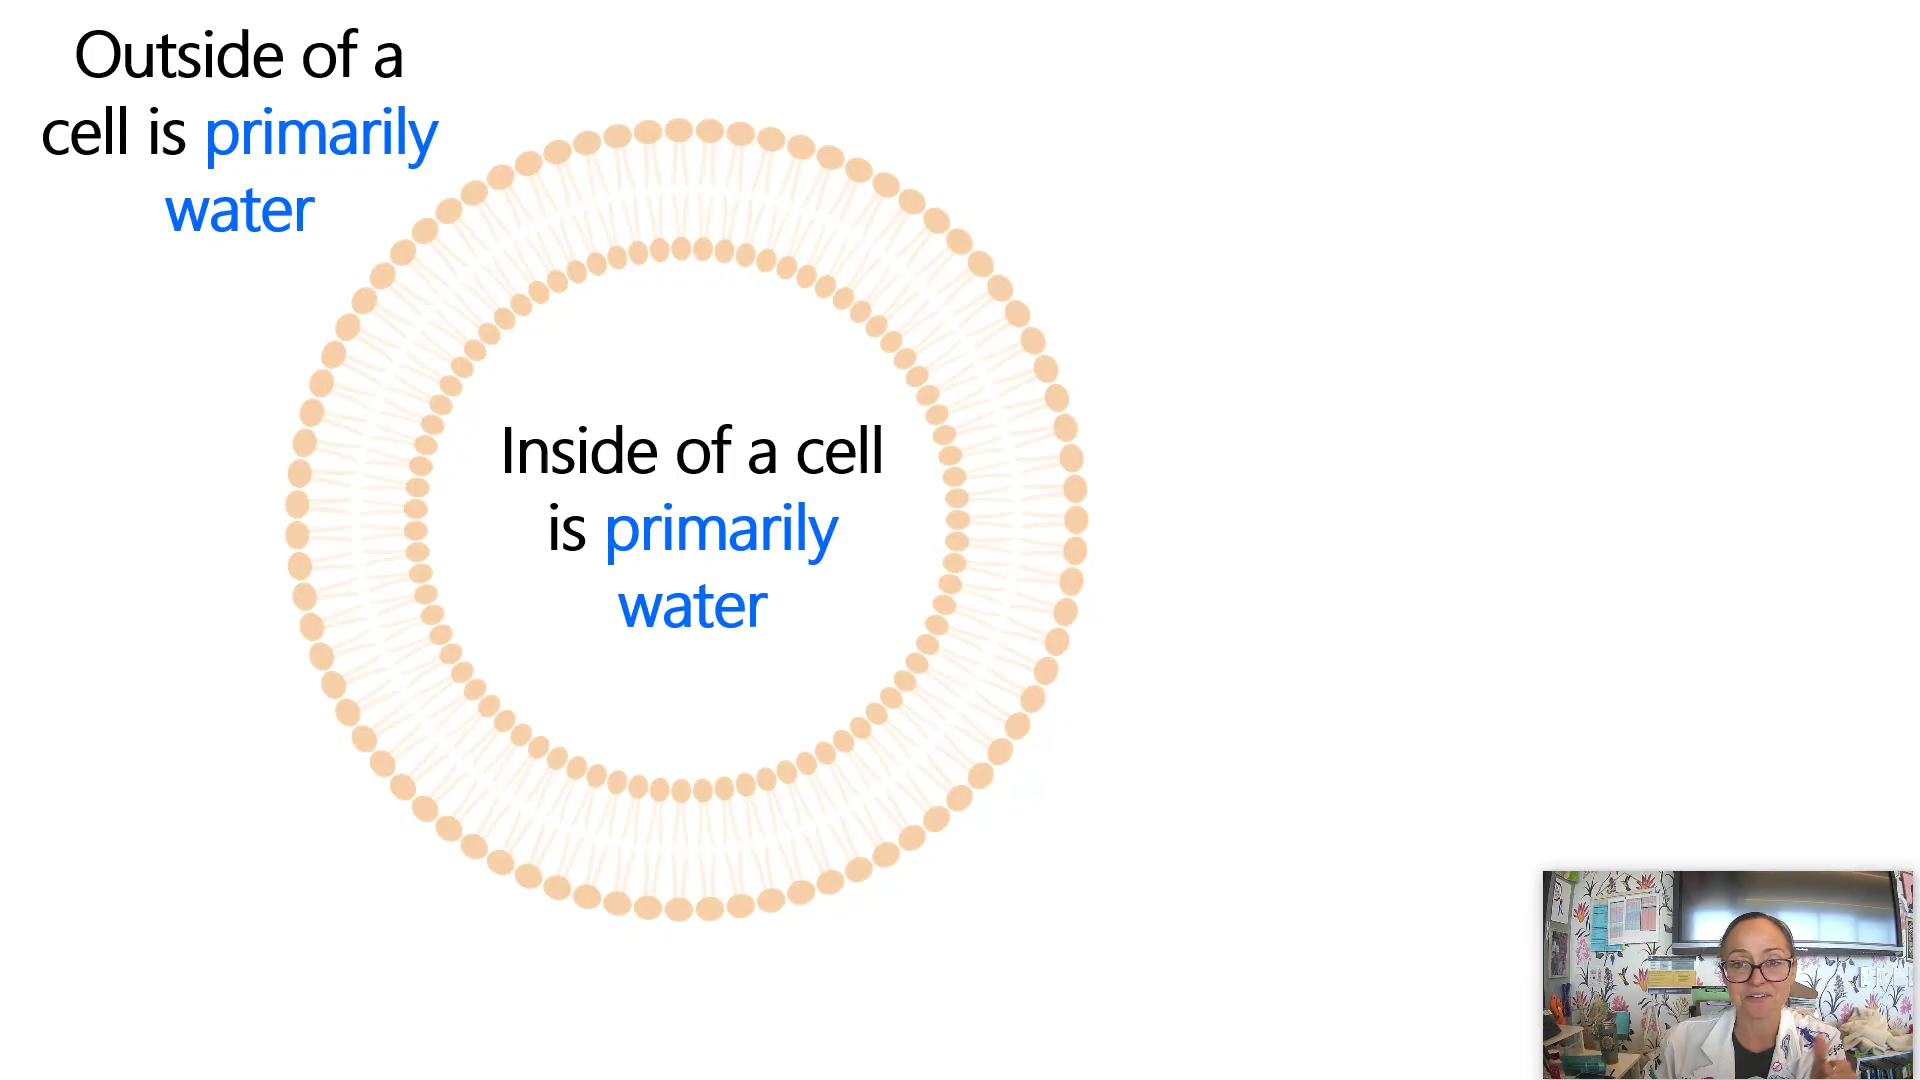 Outside of a
cell is primarily
water
Inside of a cell
is primarily
water